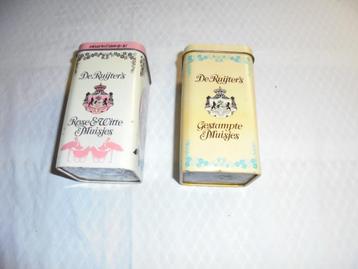 De Ruijter's
Rose & Witte
Muisjes
De Ruijter's
Gestampte
Muisjes